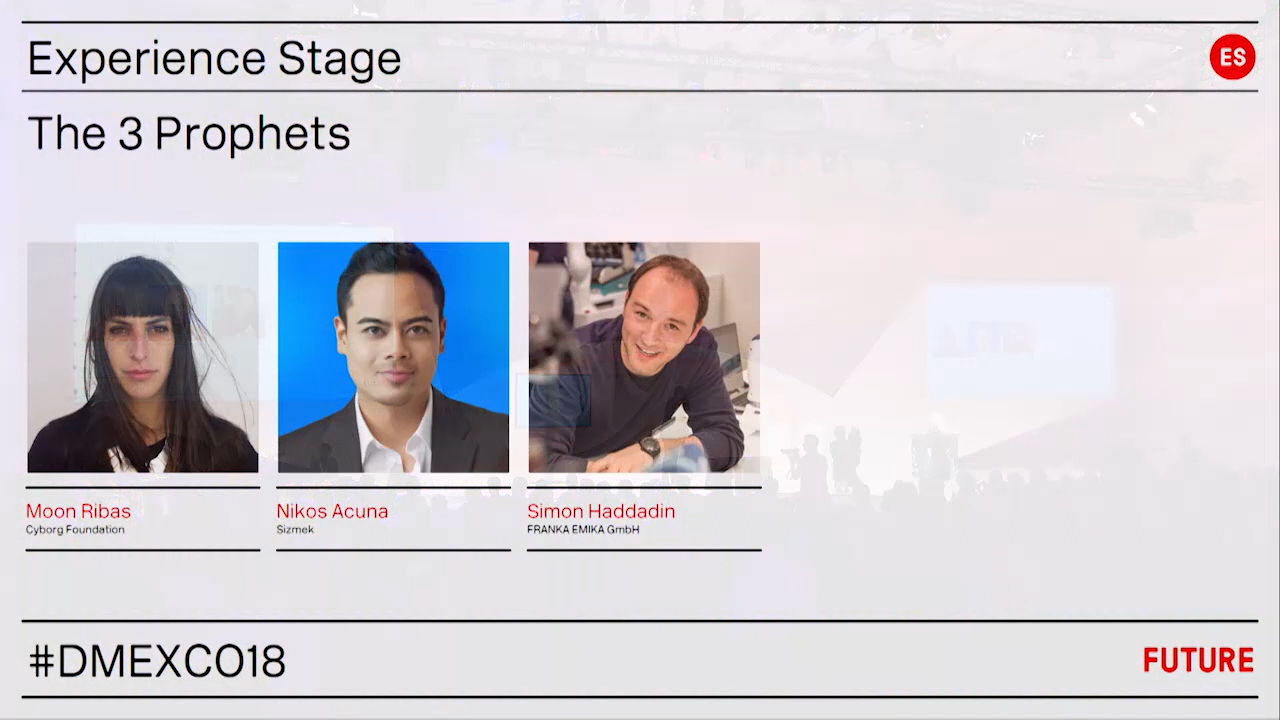 Experience Stage
ES
The 3 Prophets
Moon Ribas
Cyborg Foundation
Nikos Acuna
Sizmek
Simon Haddadin
FRANKA EMIKA GmbH
#DMEXCO18
FUTURE